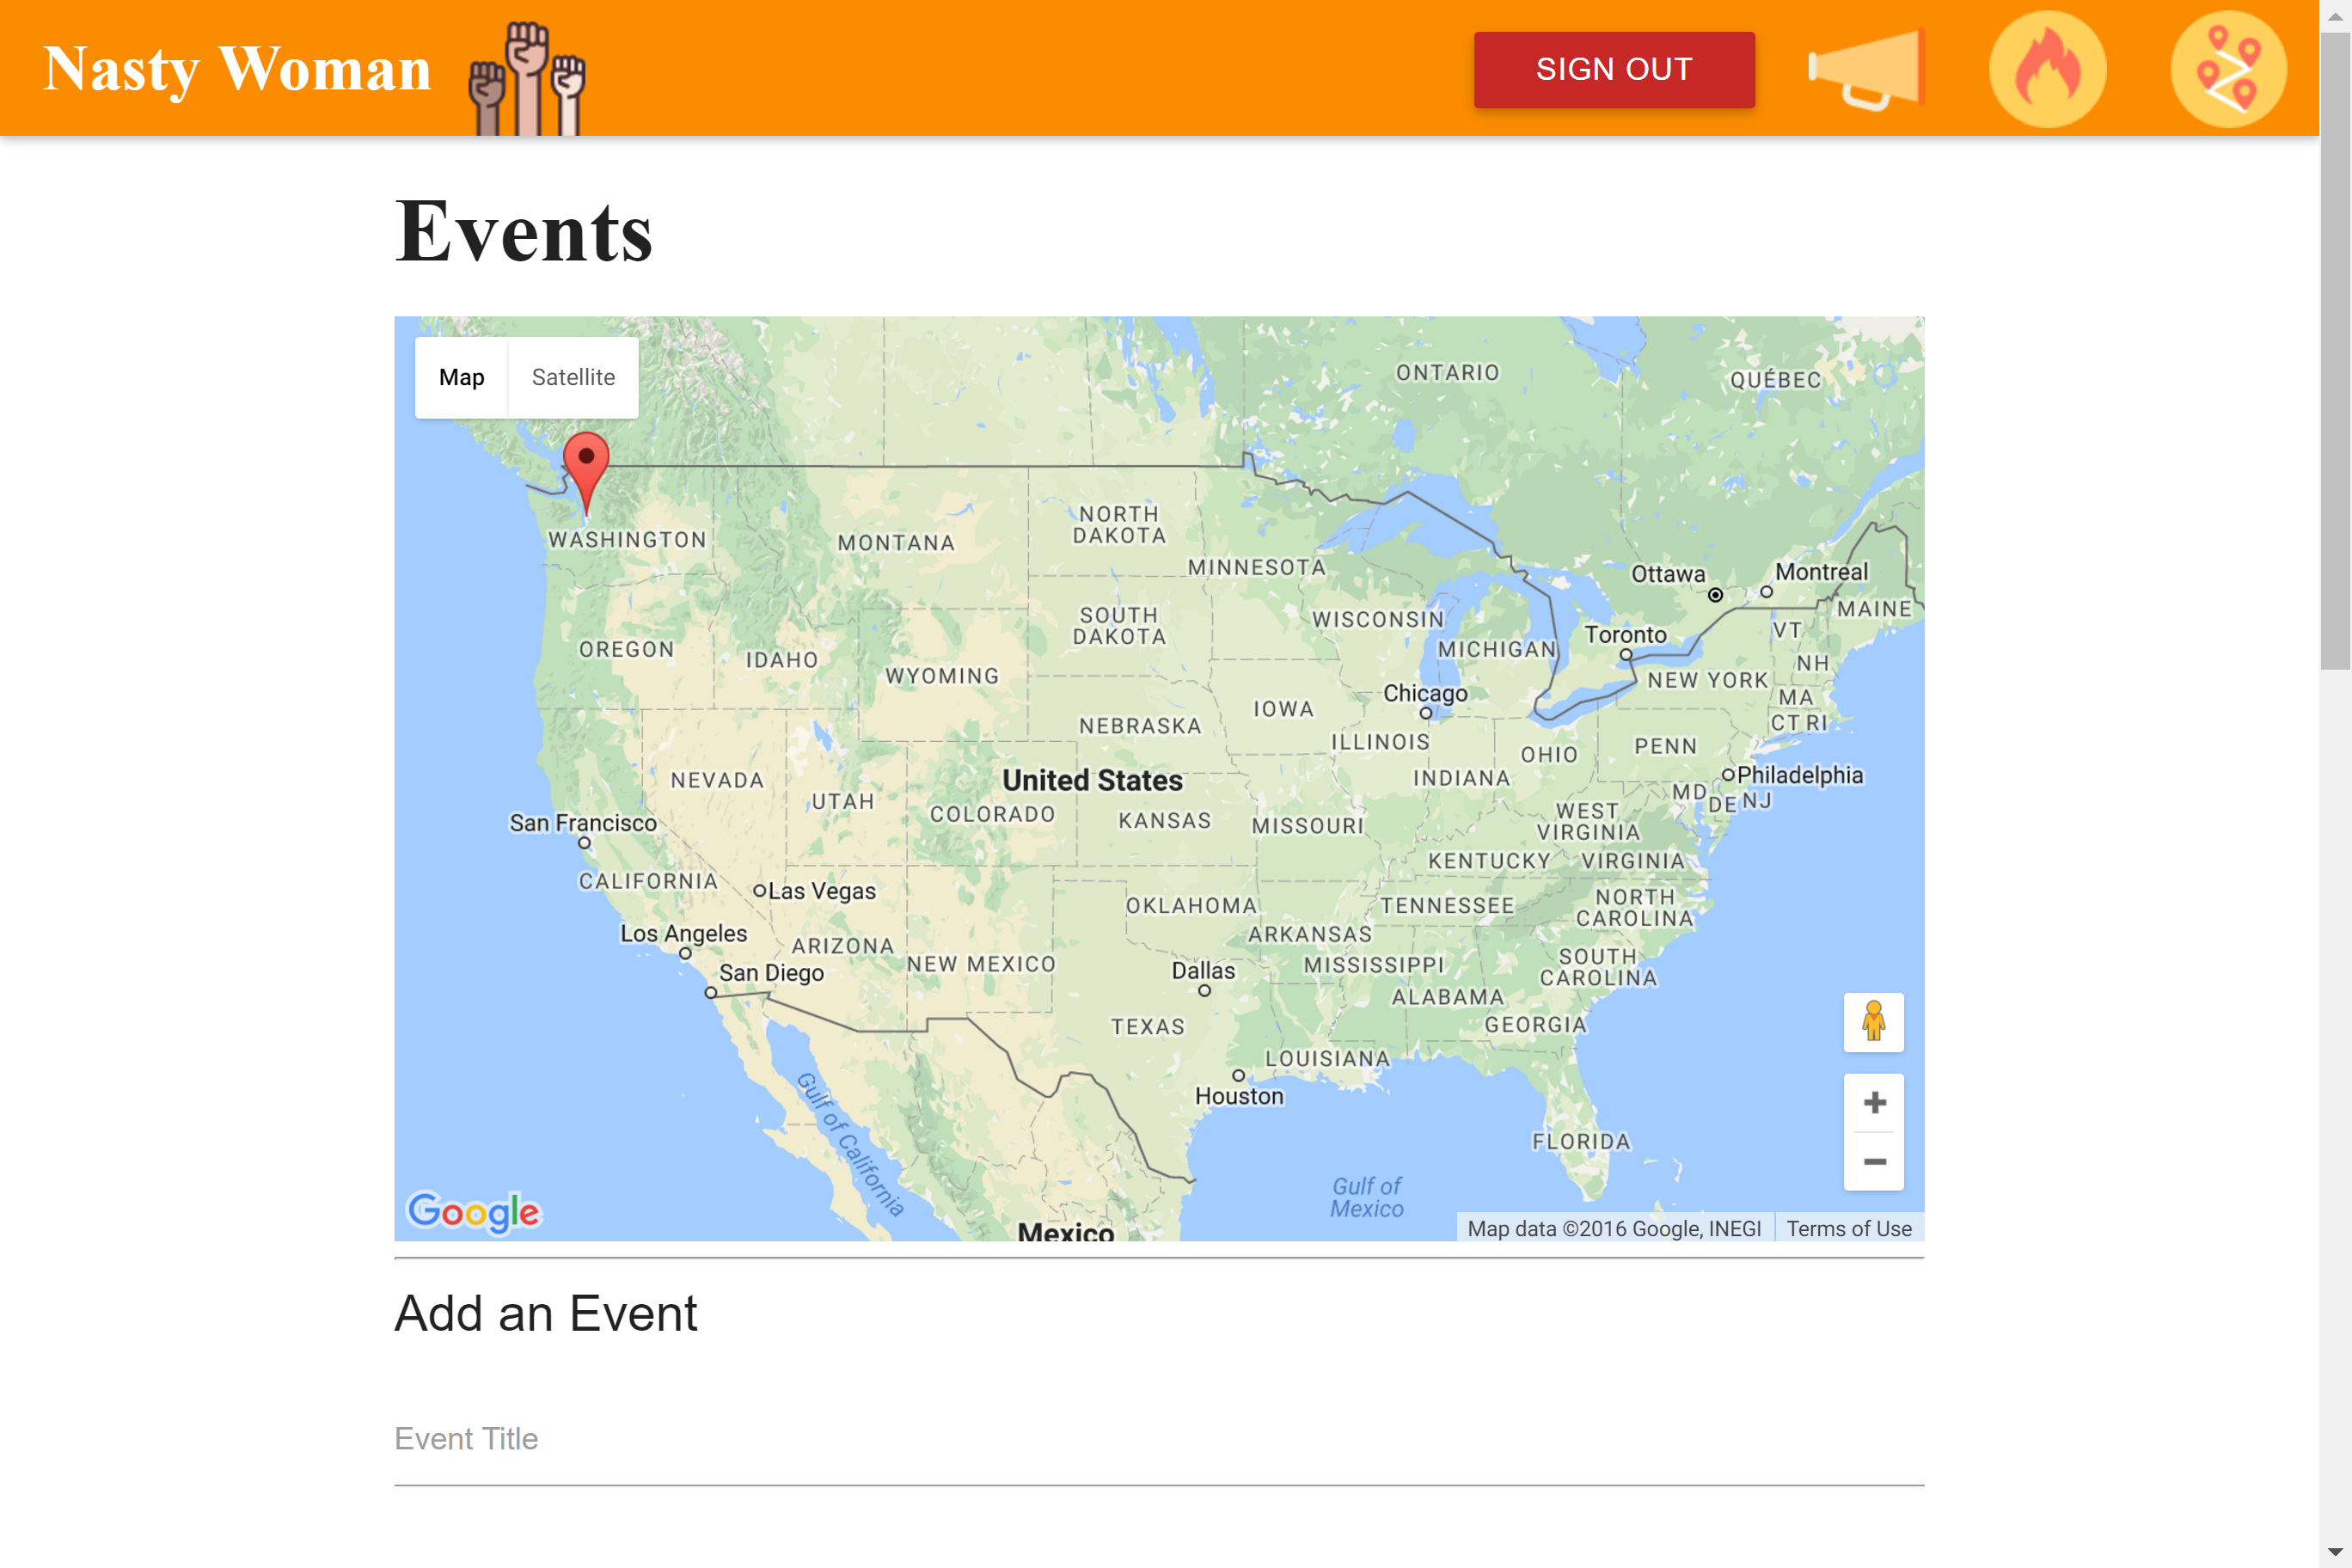 Nasty Woman
SIGN OUT
Events
Map
Satellite
ONTARIO
QUÉBEC
WASHINGTON
MONTANA
NORTH
DAKOTA
MINNESOTA
Ottawa
Montreal
MAINE
SOUTH
DAKOTA
WISCONSIN
MICHIGAN
Toronto
VT
NH
OREGON
IDAHO
WYOMING
NEW YORK
MA
CT RI
Chicago
IOWA
NEBRASKA
ILLINOIS
OHIO
PENN
INDIANA
Philadelphia
NEVADA
UTAH
United States
COLORADO
KANSAS
MISSOURI
WEST
VIRGINIA
MD
DE
NJ
San Francisco
KENTUCKY
VIRGINIA
CALIFORNIA
Las Vegas
OKLAHOMA
TENNESSEE
NORTH
CAROLINA
Los Angeles
ARIZONA
NEW MEXICO
ARKANSAS
San Diego
Dallas
MISSISSIPPI
SOUTH
CAROLINA
ALABAMA
TEXAS
GEORGIA
LOUISIANA
Houston
Gulf of California
FLORIDA
Gulf of
Mexico
Google
Mexico
Map data ©2016 Google, INEGI
Terms of Use
Add an Event
Event Title